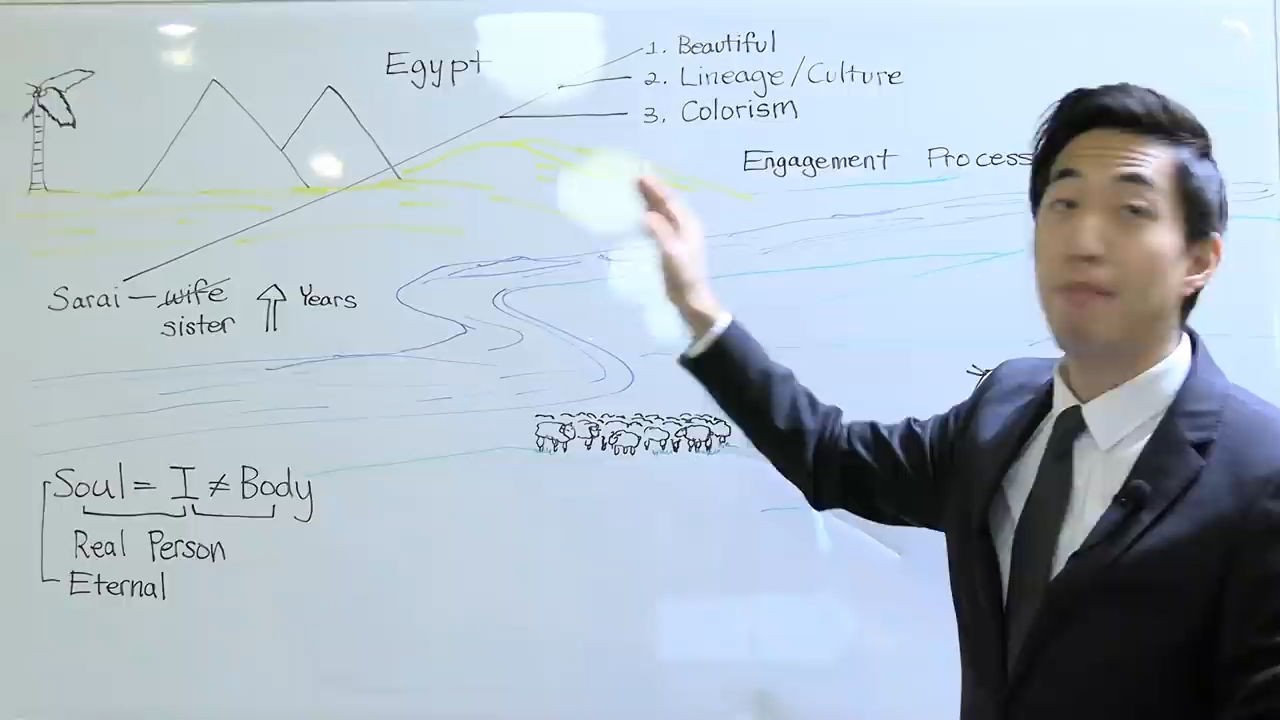 Egypt
1. Beautiful
2. Lineage/Culture
3. Colorism
Engagement Process
Sarai — wife
sister
Years
Soul = I ≠ Body
Real Person
Eternal